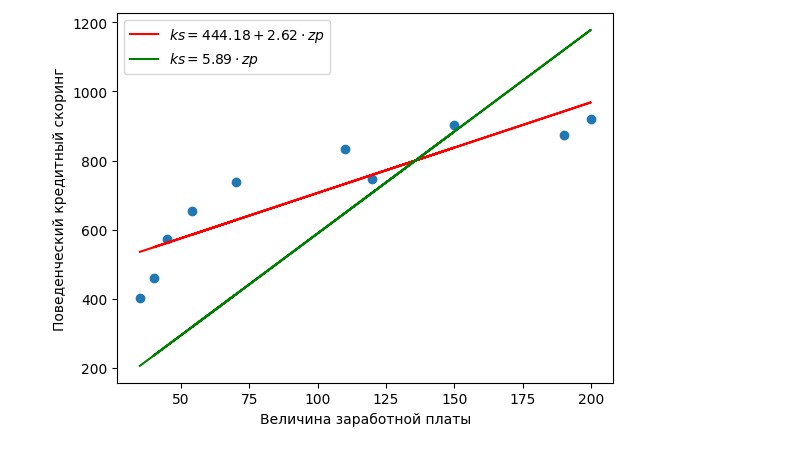 ks = 444.18 + 2.62 · zp
ks = 5.89 · zp
1200
1000
800
600
400
200
Поведенческий кредитный скоринг
50 75 100 125 150 175 200
Величина заработной платы